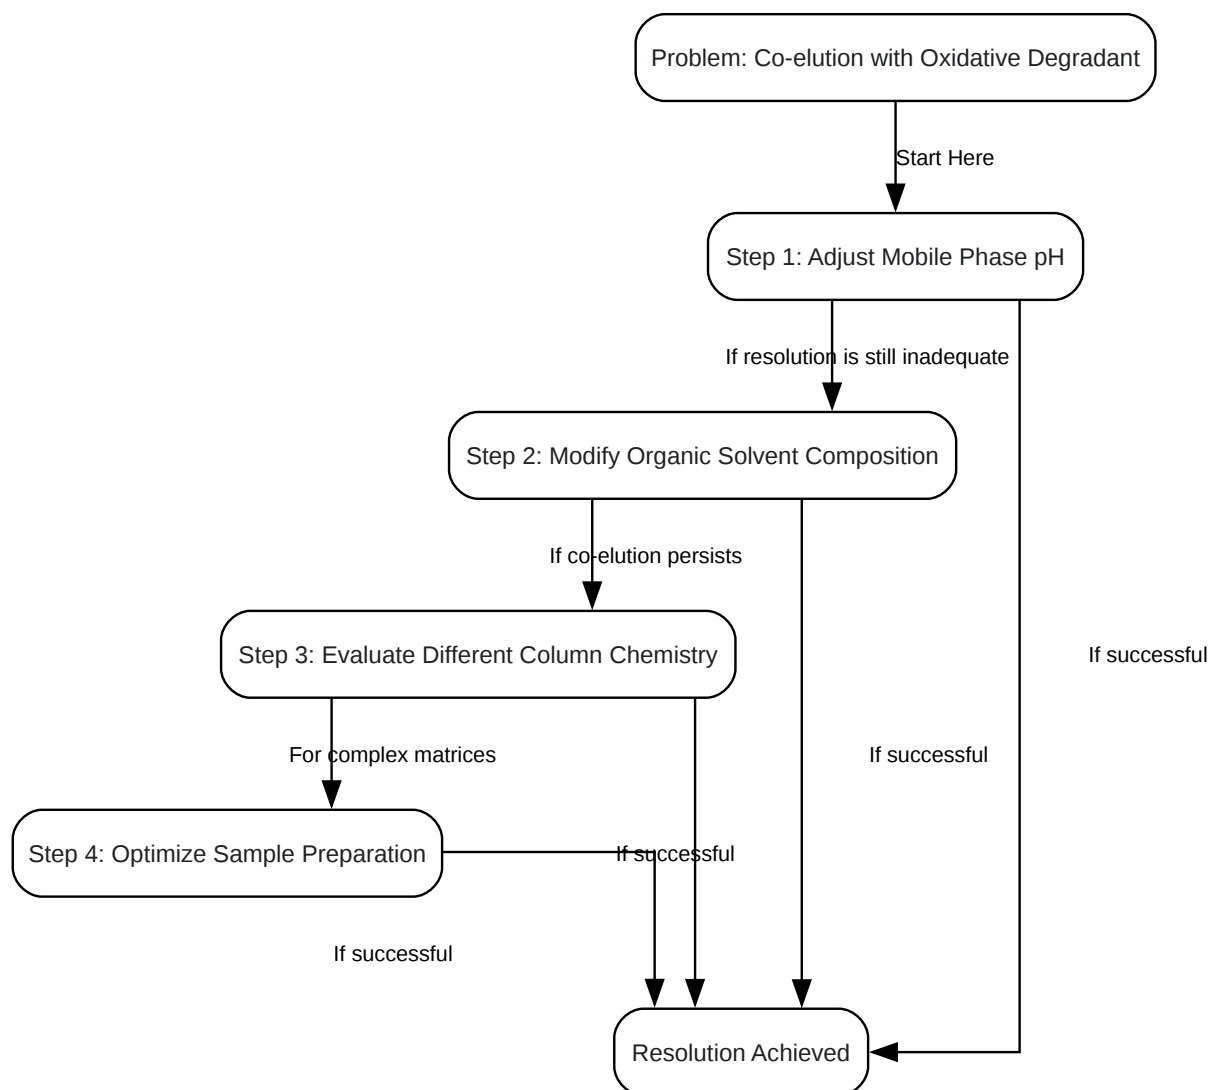 Problem: Co-elution with Oxidative Degradant
Start Here
Step 1: Adjust Mobile Phase pH
If resolution is still inadequate
Step 2: Modify Organic Solvent Composition
If co-elution persists
Step 3: Evaluate Different Column Chemistry
If successful
For complex matrices
If successful
Step 4: Optimize Sample Preparation
If successful
If successful
Resolution Achieved